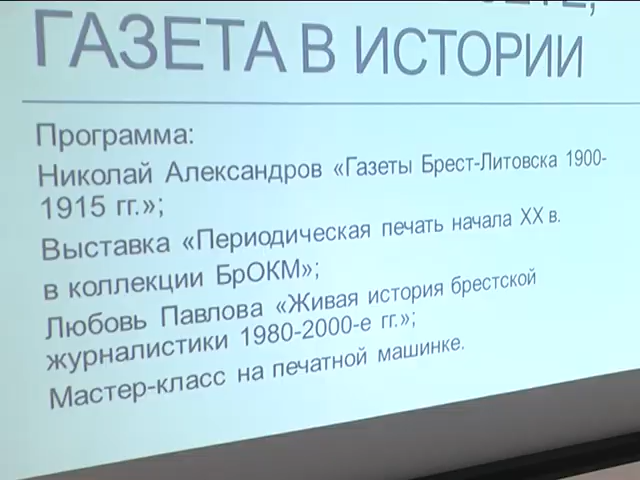 ГАЗЕТА В ИСТОРИИ
Программа:
Николай Александров «Газеты Брест-Литовска 1900-
1915 гг.»;
Выставка «Периодическая печать начала XX в.
в коллекции БрОКМ»;
Любовь Павлова «Живая история брестской
журналистики 1980-2000-е гг.»;
Мастер-класс на печатной машинке.